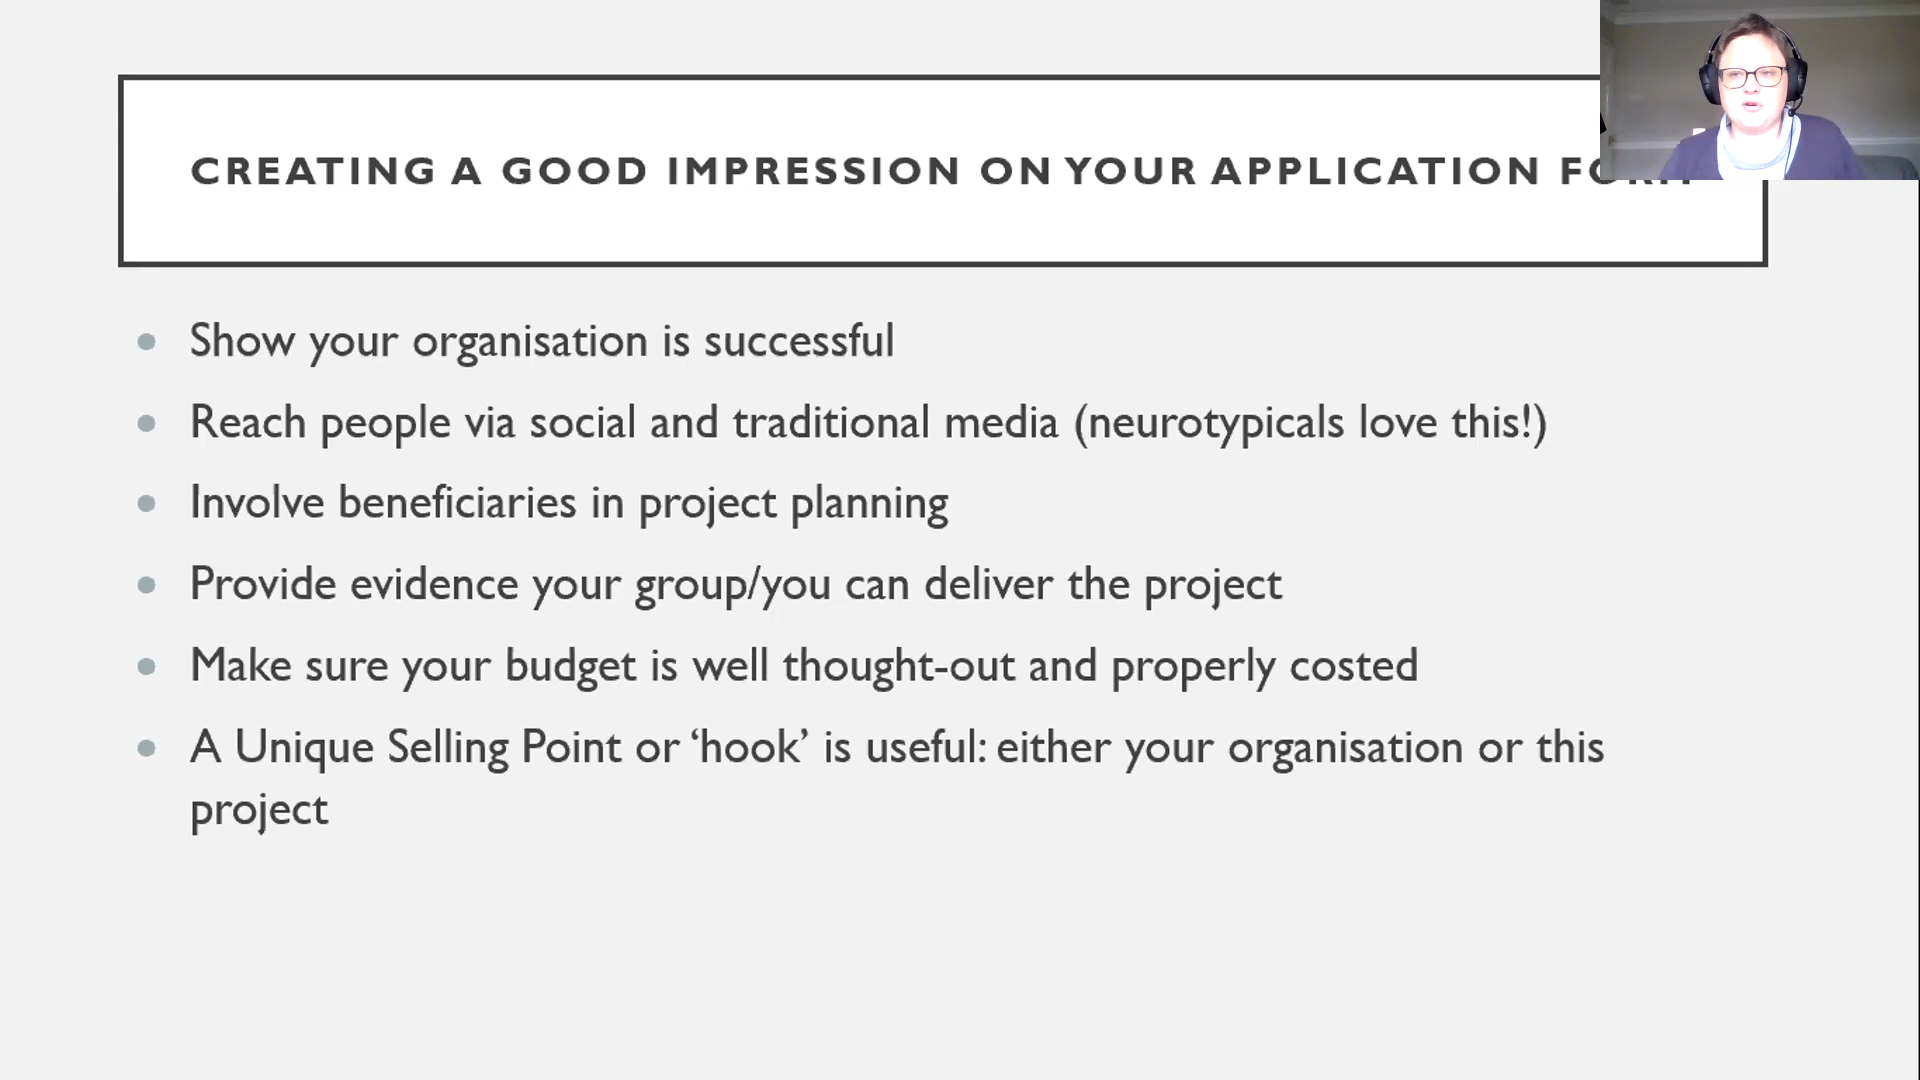 CREATING A GOOD IMPRESSION ON YOUR APPLICATION
Show your organisation is successful
Reach people via social and traditional media (neurotypicals love this!)
Involve beneficiaries in project planning
Provide evidence your group/you can deliver the project
Make sure your budget is well thought-out and properly costed
A Unique Selling Point or ‘hook’ is useful: either your organisation or this
project